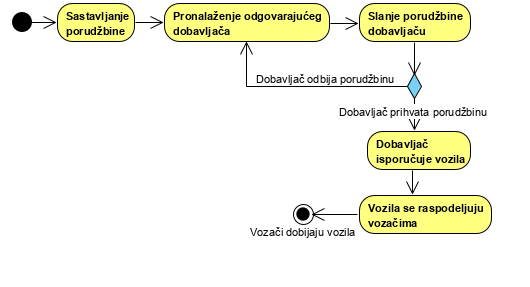 Sastavljanje
porudžbine
Pronalaženje odgovarajućeg
dobavljača
Slanje porudžbine
dobavljaču
Dobavljač odbija porudžbinu
Dobavljač prihvata porudžbinu
Dobavljač
isporučuje vozila
Vozila se raspodeljuju
vozačima
Vozači dobijaju vozila